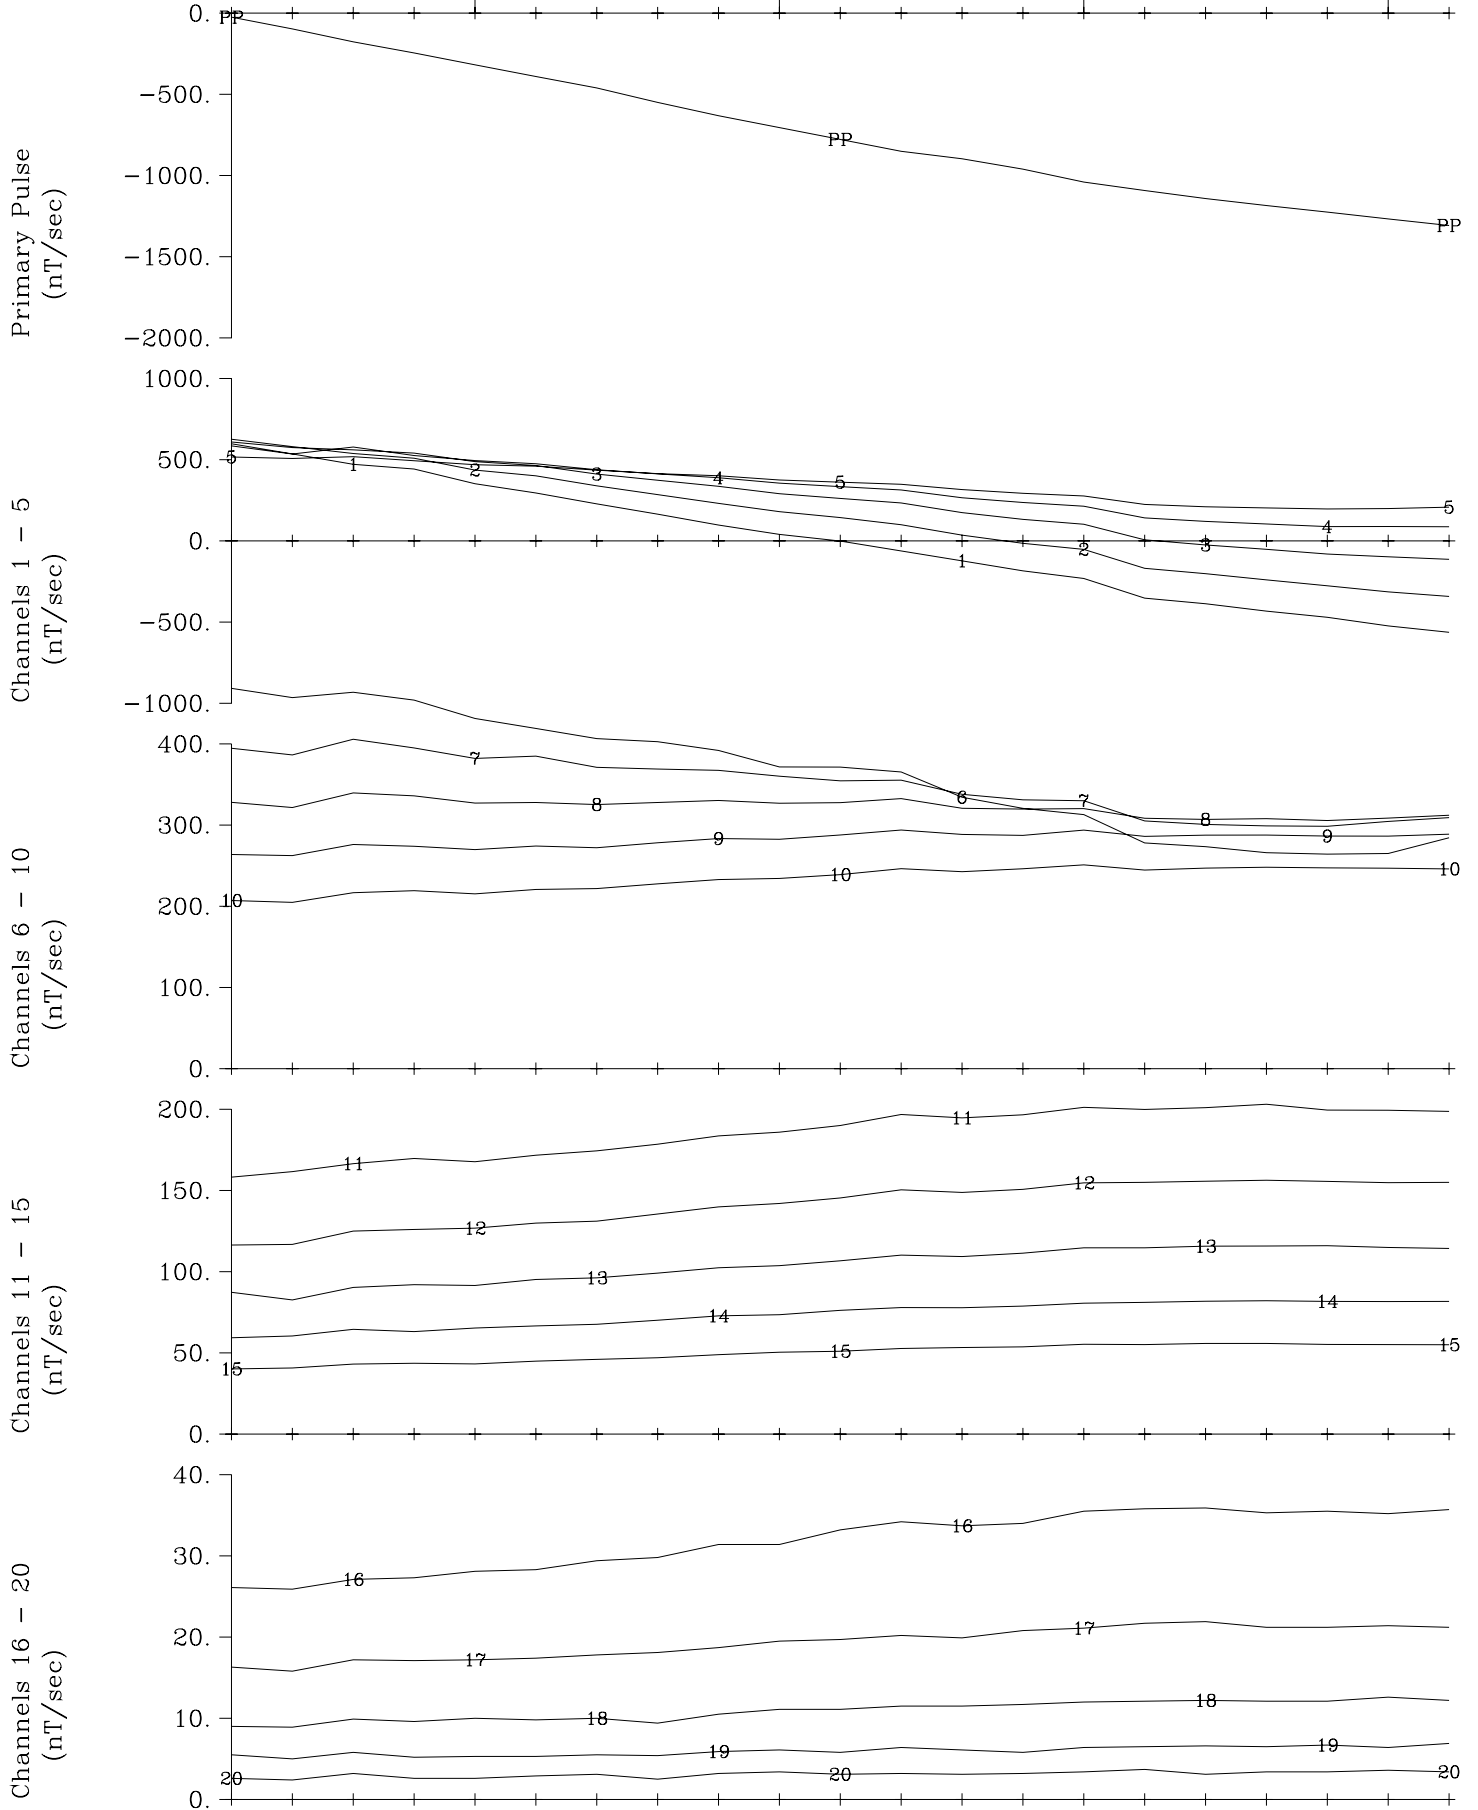 0.
PP
−500.
PP
−1000.
PP
−1500.
−2000.
Primary Pulse
(nT/sec)
1000.
500.
5 1 2 3 4 5 5
4
0.
1 2 3
−500.
−1000.
Channels 1 − 5
(nT/sec)
400.
7
8 6 7
300.
9 8 9
10 10
200. 10
100.
0.
Channels 6 − 10
(nT/sec)
200.
11 11
150.
12 12
100.
13 13
14 14
50.
15 15 15
0.
Channels 11 − 15
(nT/sec)
40.
30.
16 16
20.
17 17
10.
18 18
19 19
20 20 20
0.
Channels 16 − 20
(nT/sec)